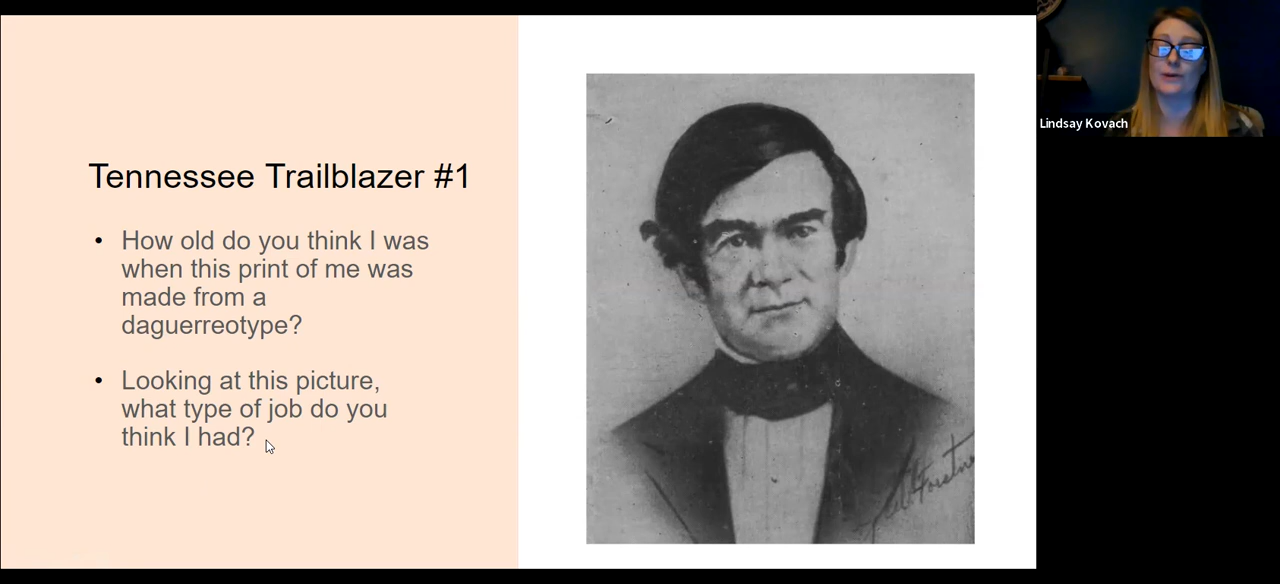 Tennessee Trailblazer #1
• How old do you think I was
when this print of me was
made from a
daguerreotype?
• Looking at this picture,
what type of job do you
think I had?
Lindsay Kovach